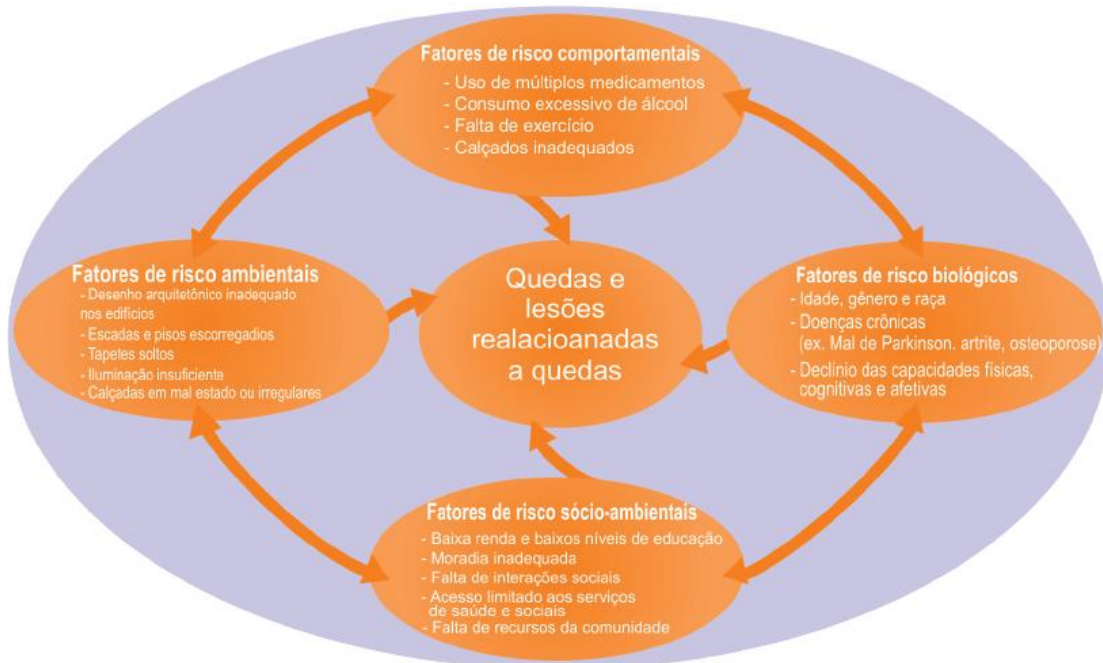 Fatores de risco comportamentais
- Uso de múltiplos medicamentos
- Consumo excessivo de álcool
- Falta de exercício
- Calçados inadequados
Fatores de risco ambientais
- Desenho arquitetônico inadequado
nos edifícios
- Escadas e pisos escorregadios
- Tapetes soltos
- Iluminação insuficiente
- Calçadas em mal estado ou irregulares
Quedas e
lesões
realacioanadas
a quedas
Fatores de risco biológicos
- Idade, gênero e raça
- Doenças crônicas
(ex. Mal de Parkinson. artrite, osteoporose)
- Declínio das capacidades físicas,
cognitivas e afetivas
Fatores de risco sócio-ambientais
- Baixa renda e baixos níveis de educação
- Moradia inadequada
- Falta de interações sociais
- Acesso limitado aos serviços
de saúde e sociais
- Falta de recursos da comunidade